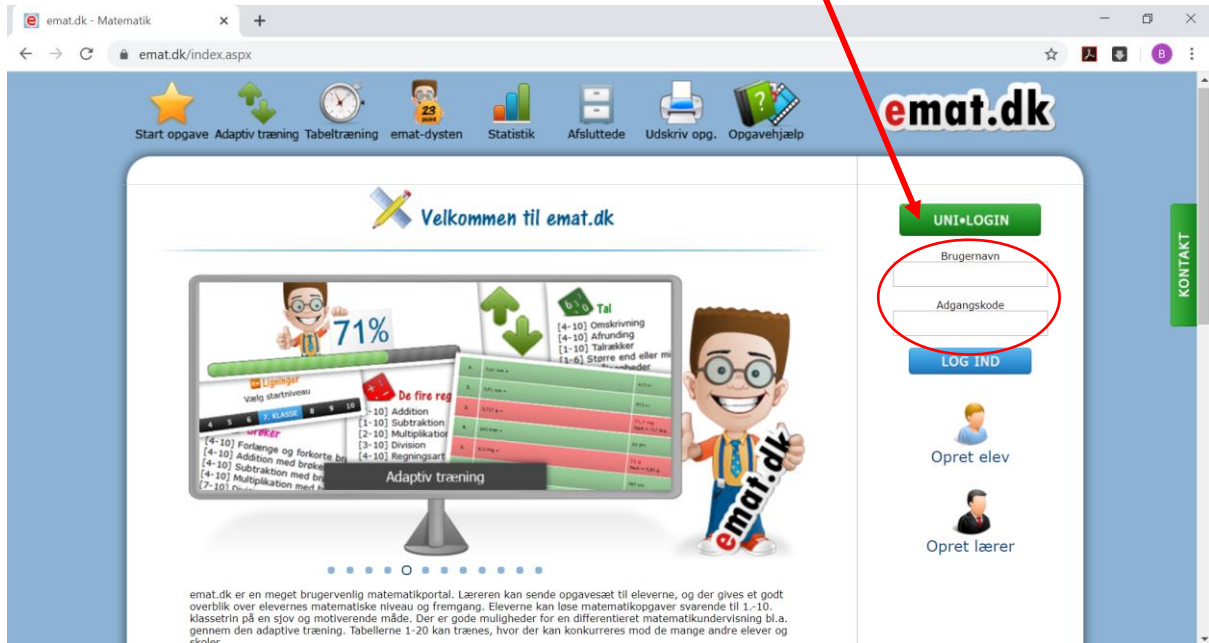 emat.dk - Matematik
emat.dk/index.aspx
B
23
point
Start opgave Adaptiv træning Tabeltræning emat-dysten Statistik Afsluttede Udskriv opg. Opgavehjælp
emat.dk
Velkommen til emat.dk
UNI•LOGIN
Brugernavn
Adgangskode
LOG IND
Opret elev
Opret lærer
KONTAKT
71%
Ligninger
Vælg startniveau
4 5 6 7. KLASSE 8 9 10
[4-10] Forlænge og forkorte br
[4-10] Addition med brøke
[4-10] Subtraktion med br
[4-10] Multiplikation med b
De fire reg
[1-10] Subtraktion
[2-10] Multiplikation
[3-10] Division
[4-10] Regningsart
Tal
[4-10] Omskrivning
[4-10] Afrunding
[1-10] Talrækker
[1-6] Større end eller mi
Adaptiv træning
emat.dk
emat.dk er en meget brugervenlig matematikportal. Læreren kan sende opgavesæt til eleverne, og der gives et godt
overblik over elevernes matematiske niveau og fremgang. Eleverne kan løse matematikopgaver svarende til 1.-10.
klassetrin på en sjov og motiverende måde. Der er gode muligheder for en differentieret matematikundervisning bl.a.
gennem den adaptive træning. Tabellerne 1-20 kan trænes, hvor der kan konkurreres mod de mange andre elever og
skoler